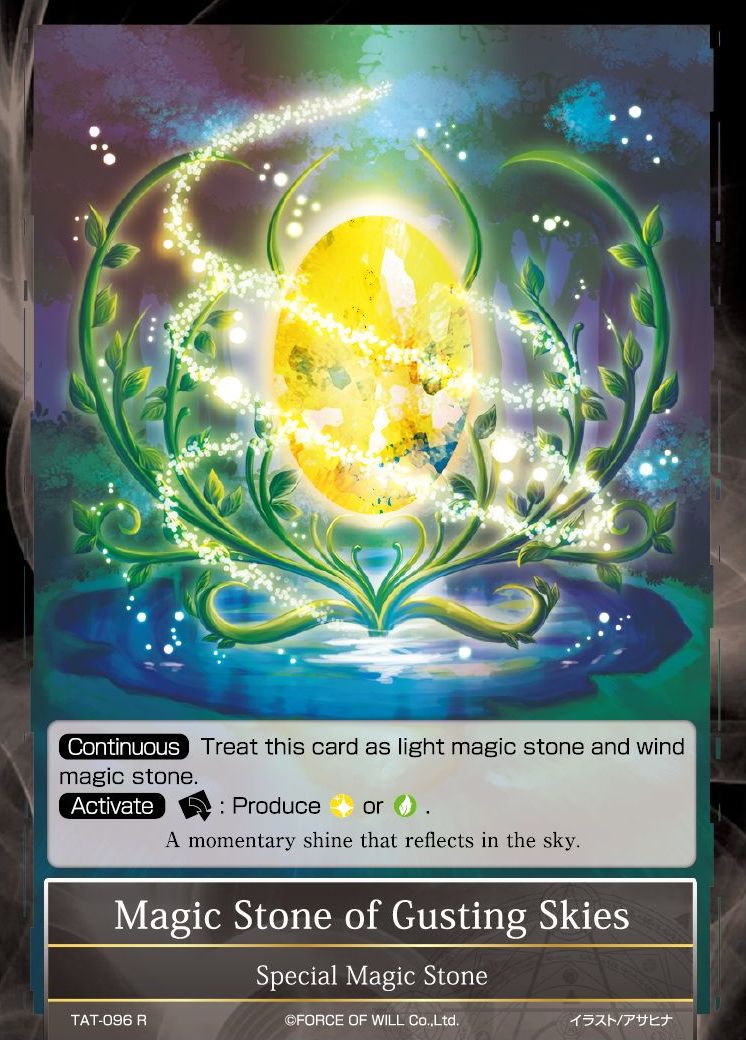 Continuous Treat this card as light magic stone and wind
magic stone.
Activate : Produce or .
A momentary shine that reflects in the sky.
Magic Stone of Gusting Skies
Special Magic Stone
TAT-096 R ©FORCE OF WILL Co.,Ltd. イラスト/アサヒナ